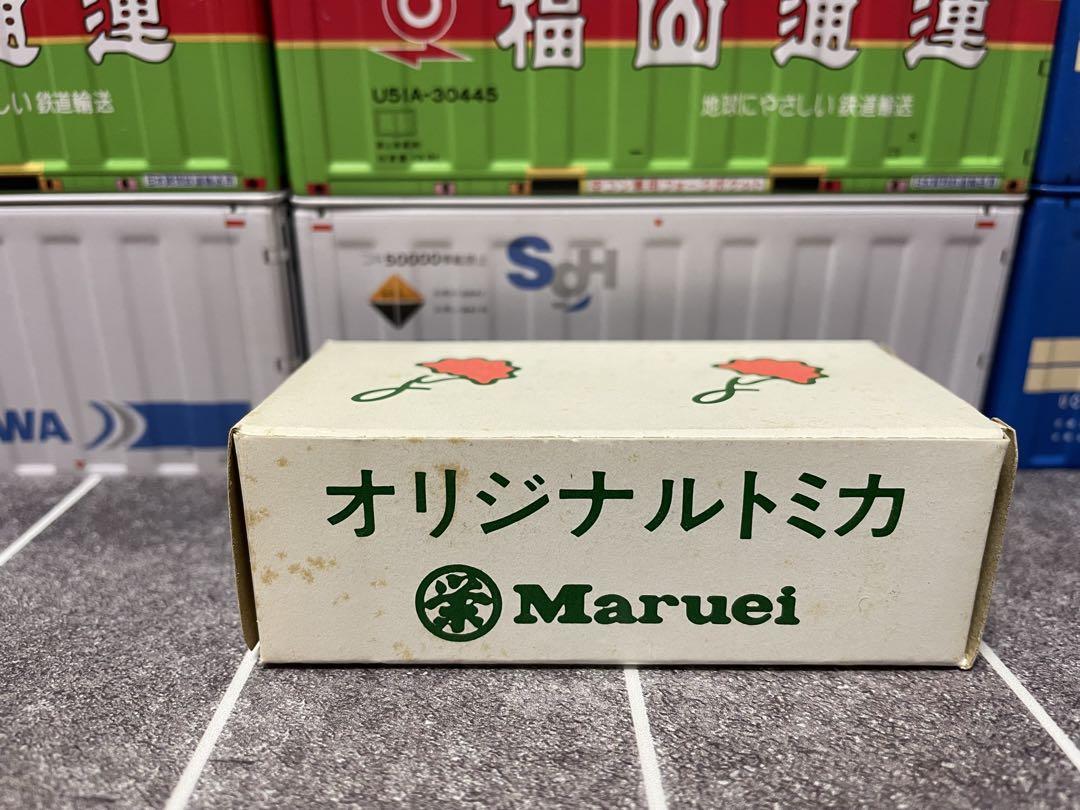 通運
福山通運
しい鉄道輸送
U51A-30445
地球にやさしい鉄道輸送
SGH
WA
オリジナルトミカ
栄 Maruei